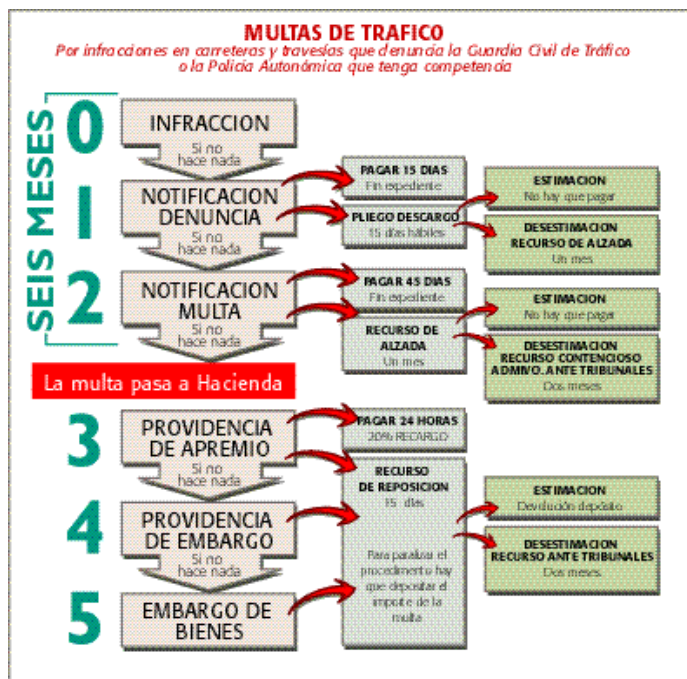 MULTAS DE TRAFICO
Por infracciones en carreteras y travesías que denuncia la Guardia Civil de Tráfico
o la Policía Autonómica que tenga competencia
SEIS MESES
0
INFRACCION
Si no
hace nada
1
NOTIFICACION
DENUNCIA
Si no
hace nada
PAGAR 15 DIAS
Fin expediente
PLIEGO DESCARGO
15 días hábiles
ESTIMACION
No hay que pagar
DESESTIMACION
RECURSO DE ALZADA
Un mes
2
NOTIFICACION
MULTA
Si no
hace nada
PAGAR 45 DIAS
Fin expediente
RECURSO DE
ALZADA
Un mes
ESTIMACION
No hay que pagar
DESESTIMACION
RECURSO CONTENCIOSO
ADMIVO. ANTE TRIBUNALES
Dos meses
La multa pasa a Hacienda
3
PROVIDENCIA
DE APREMIO
Si no
hace nada
PAGAR 24 HORAS
20% RECARGO
4
PROVIDENCIA
DE EMBARGO
Si no
hace nada
5
EMBARGO DE
BIENES
RECURSO
DE REPOSICION
15 días
Para paralizar el
procedimento hay
que depositar el
importe de la
multa
ESTIMACION
Devolución depósito
DESESTIMACION
RECURSO ANTE TRIBUNALES
Dos meses.